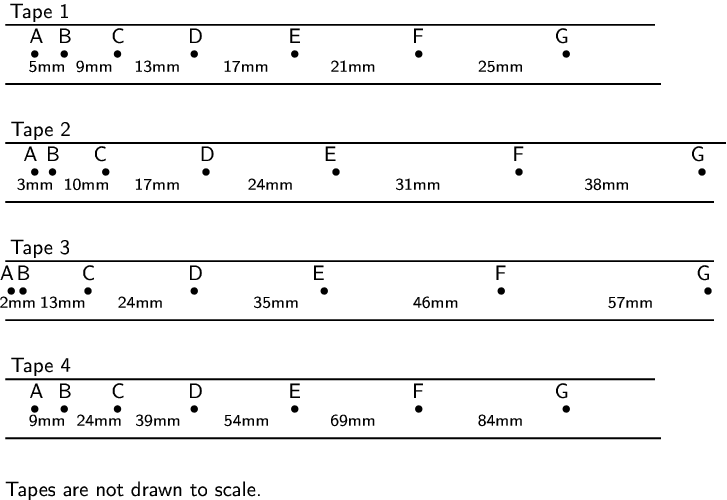 Tape 1
A B C D E F G
5mm 9mm 13mm 17mm 21mm 25mm
Tape 2
A B C D E F G
3mm 10mm 17mm 24mm 31mm 38mm
Tape 3
A B C D E F G
2mm 13mm 24mm 35mm 46mm 57mm
Tape 4
A B C D E F G
9mm 24mm 39mm 54mm 69mm 84mm
Tapes are not drawn to scale.